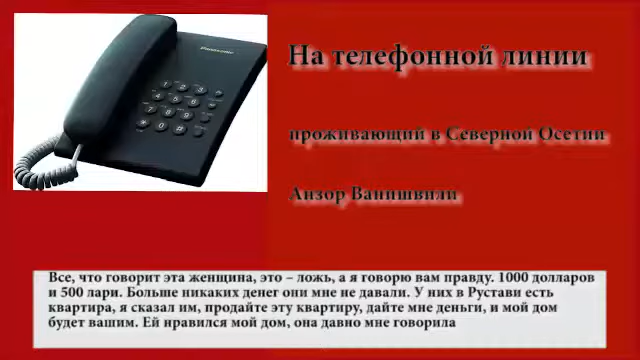 Panasonic
На телефонной линии
проживающий в Северной Осетии
Анзор Ванишвили
Все, что говорит эта женщина, это – ложь, а я говорю вам правду. 1000 долларов
и 500 лари. Больше никаких денег они мне не давали. У них в Рустави есть
квартира, я сказал им, продайте эту квартиру, дайте мне деньги, и мой дом
будет вашим. Ей нравился мой дом, она давно мне говорила